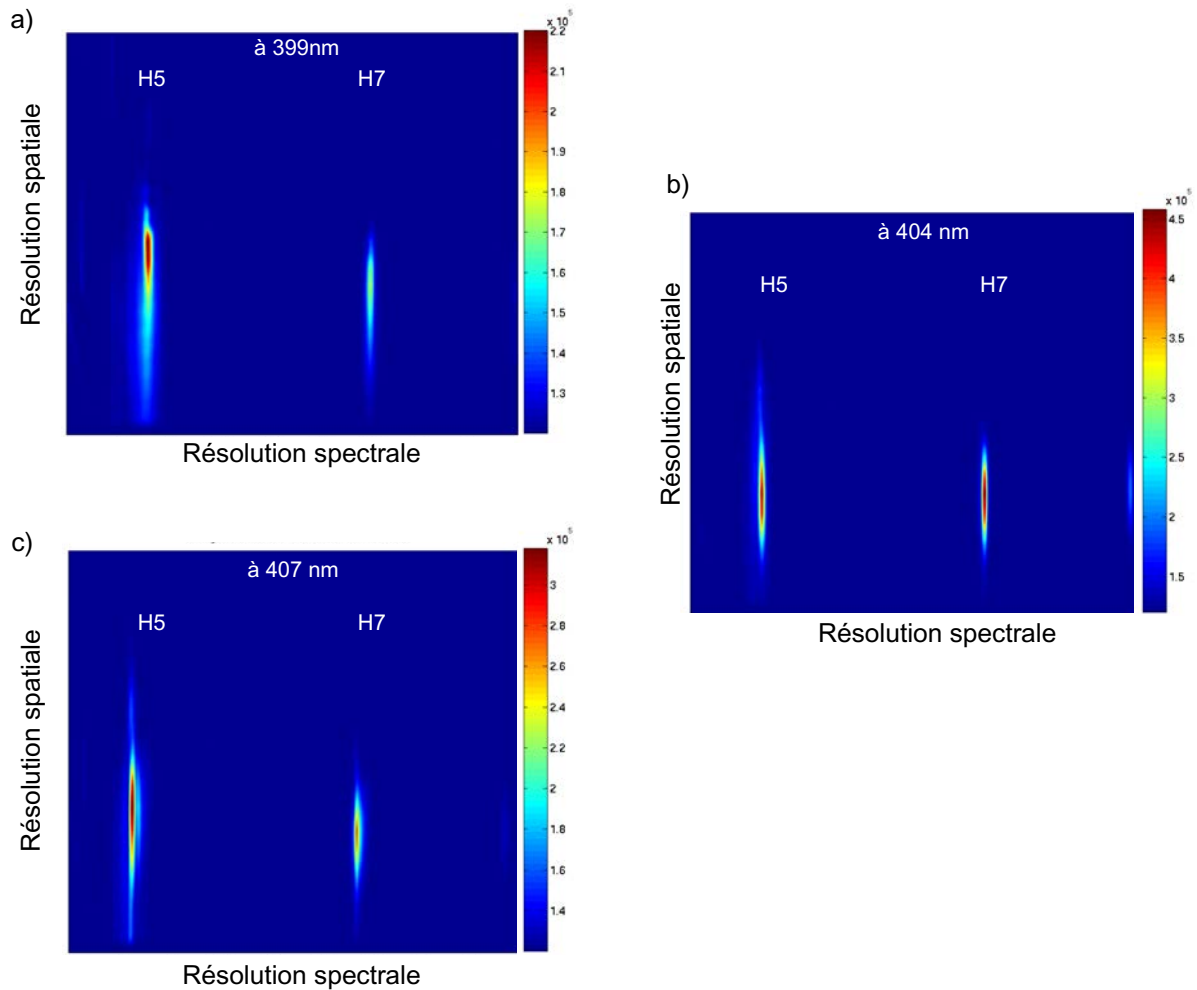 a)
à 399nm
H5 H7
Résolution spatiale
Résolution spectrale
x 10⁵
2.2
2.1
2
1.9
1.8
1.7
1.6
1.5
1.4
1.3
b)
à 404 nm
H5 H7
Résolution spatiale
Résolution spectrale
x 10⁵
4.5
4
3.5
3
2.5
2
1.5
c)
à 407 nm
H5 H7
Résolution spatiale
Résolution spectrale
x 10⁵
3
2.8
2.6
2.4
2.2
2
1.8
1.6
1.4